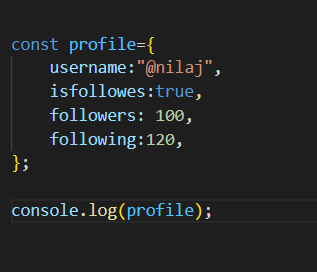 const profile={
    username:"@nilaj",
    isfollowes:true,
    followers: 100,
    following:120,
};
console.log(profile);